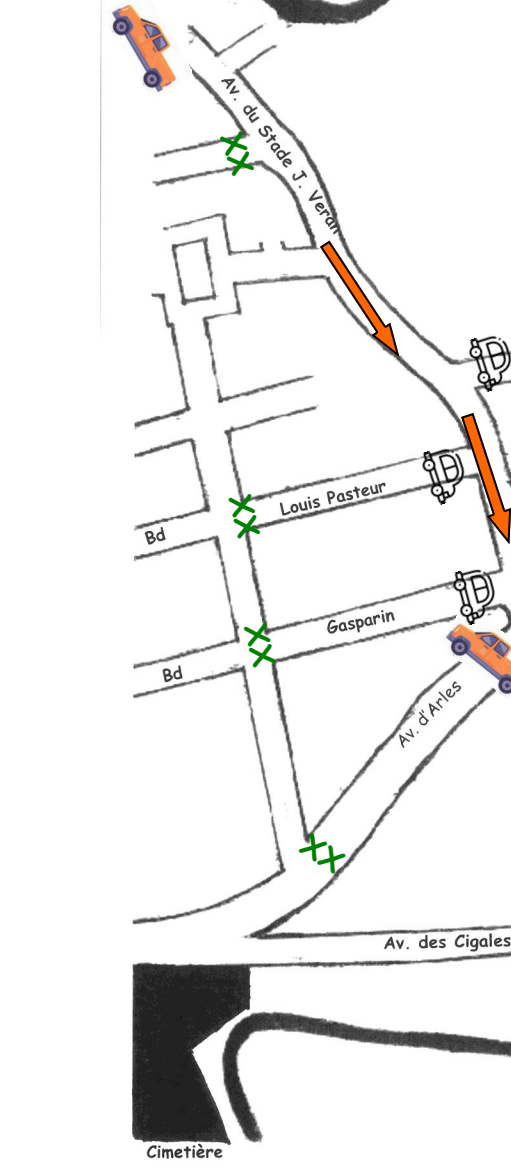 Av. du Stade J. Veran
Louis Pasteur
Bd
Gasparin
Bd
Av. d'Arles
Av. des Cigales
Cimetière